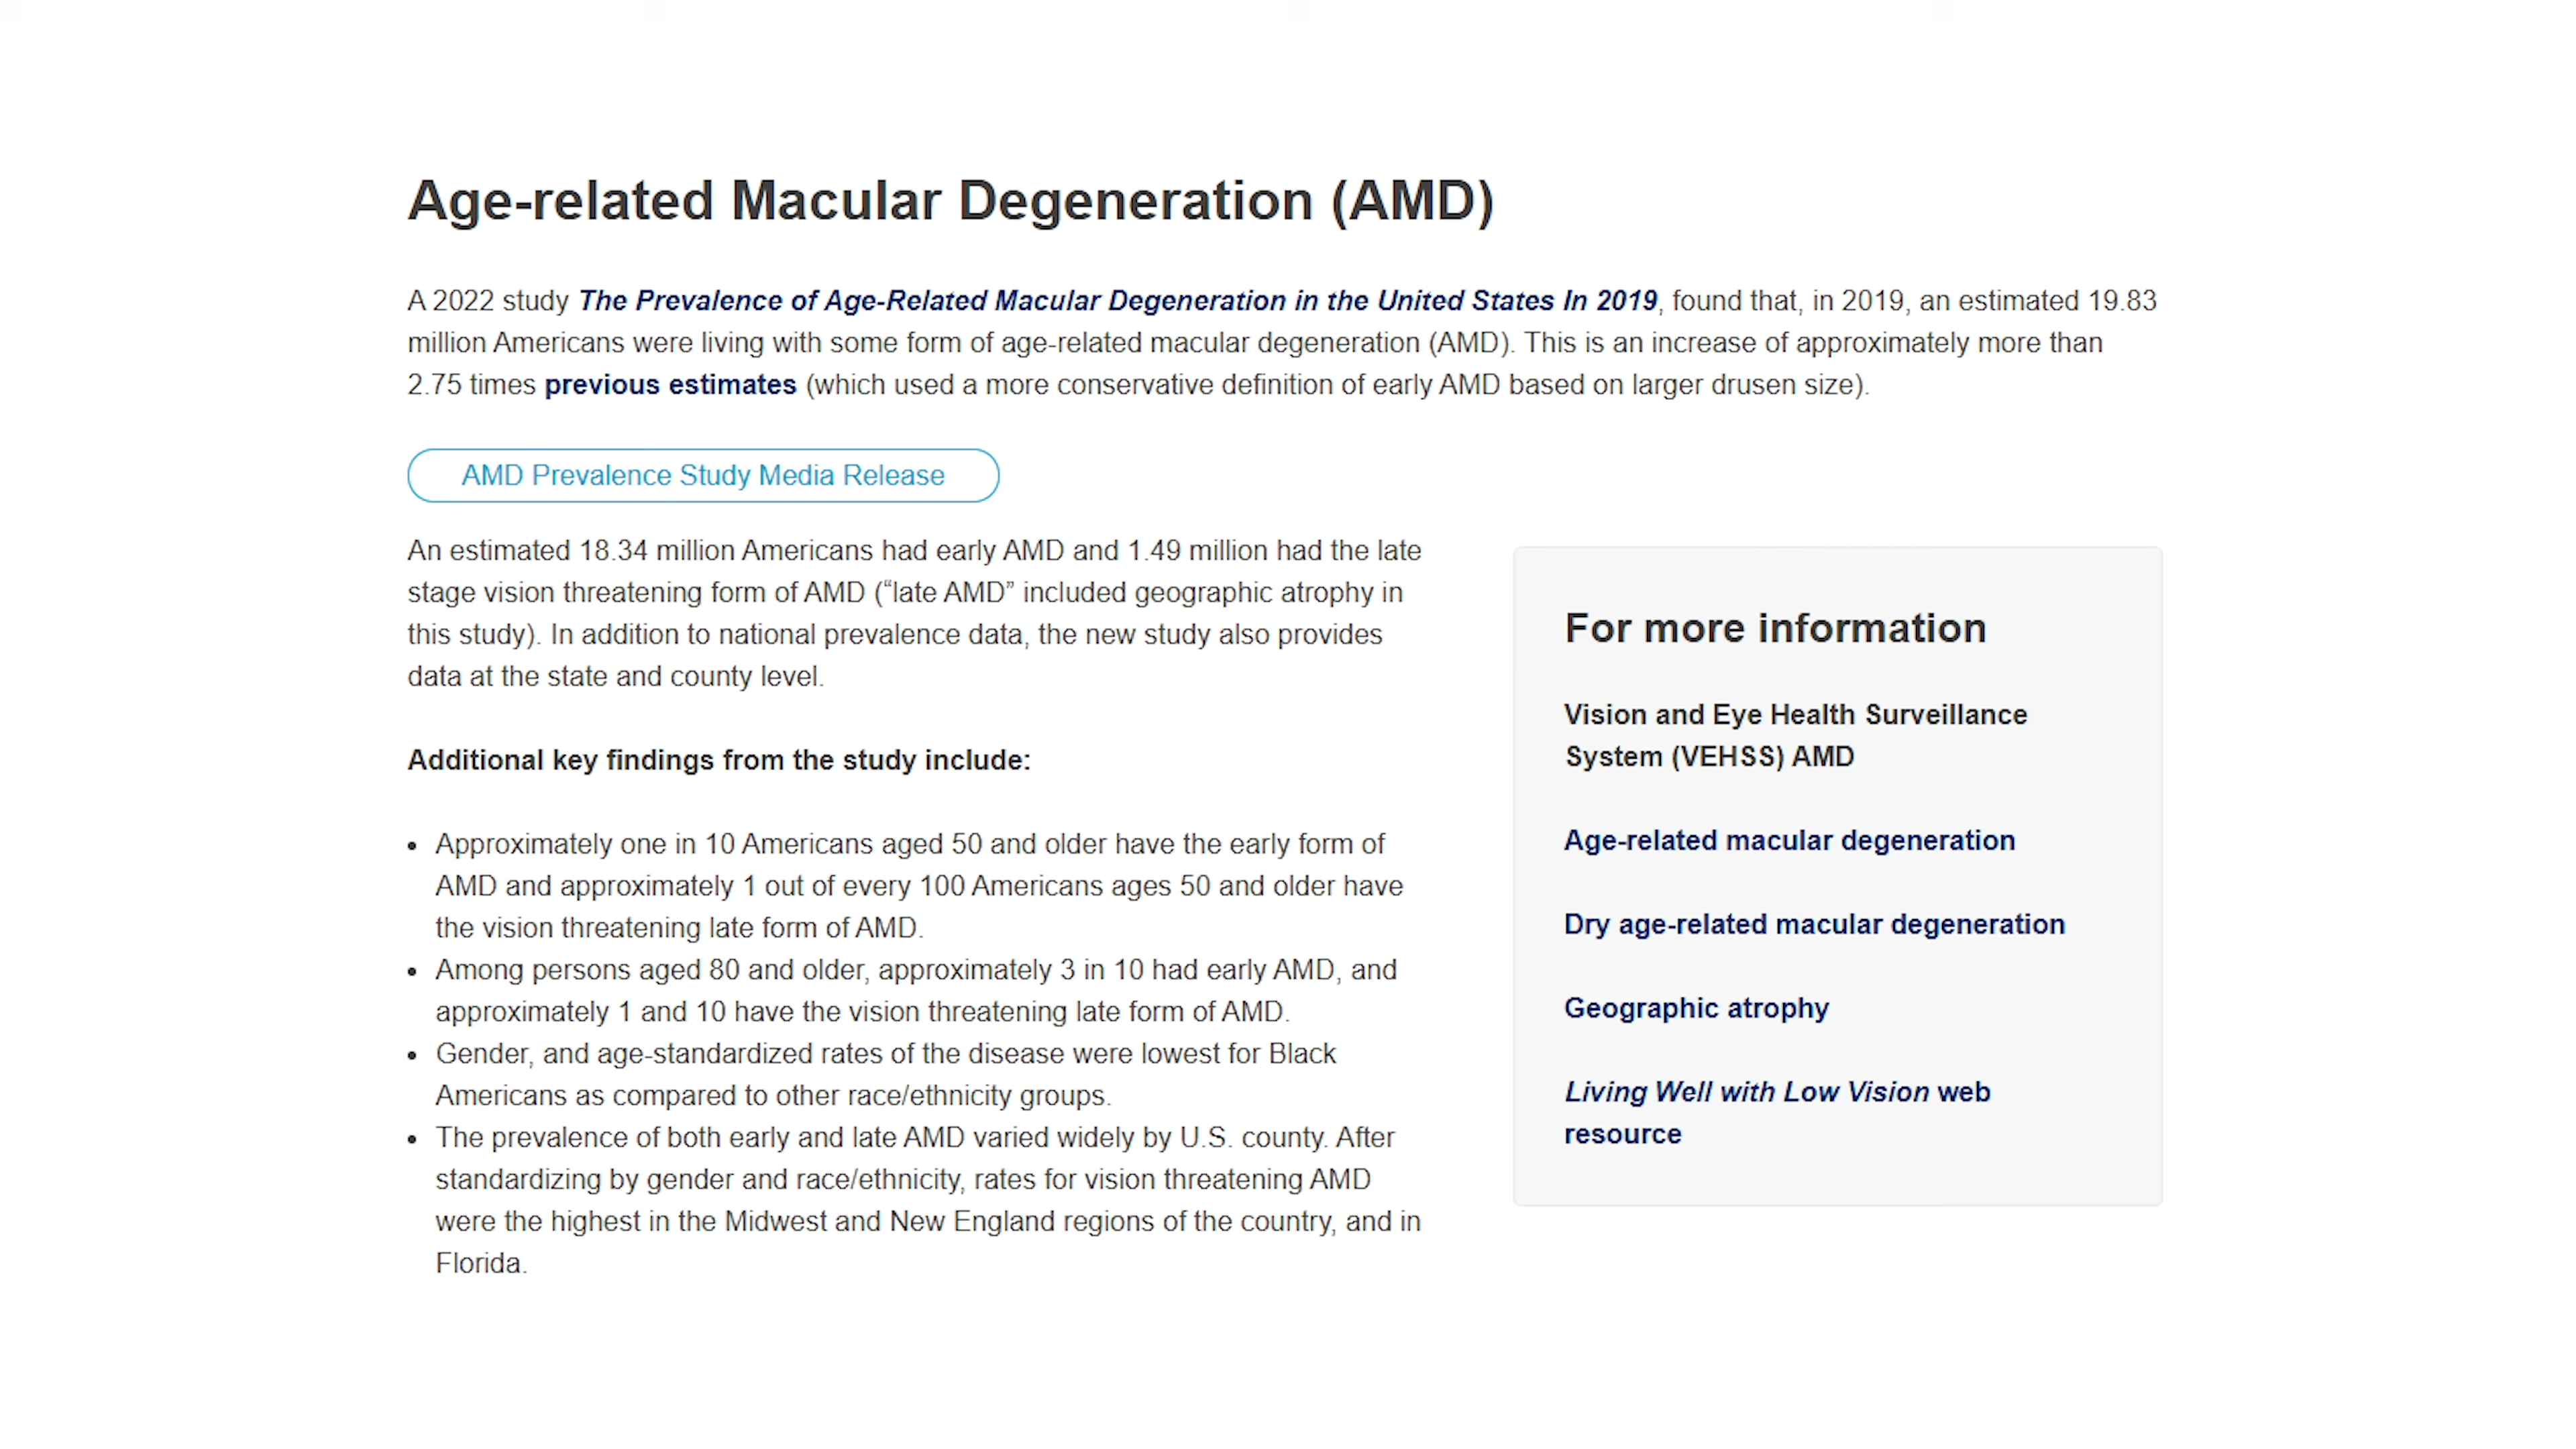 Age-related Macular Degeneration (AMD)
A 2022 study The Prevalence of Age-Related Macular Degeneration in the United States In 2019, found that, in 2019, an estimated 19.83
million Americans were living with some form of age-related macular degeneration (AMD). This is an increase of approximately more than
2.75 times previous estimates (which used a more conservative definition of early AMD based on larger drusen size).
AMD Prevalence Study Media Release
An estimated 18.34 million Americans had early AMD and 1.49 million had the late
stage vision threatening form of AMD (“late AMD” included geographic atrophy in
this study). In addition to national prevalence data, the new study also provides
data at the state and county level.
Additional key findings from the study include:
• Approximately one in 10 Americans aged 50 and older have the early form of
AMD and approximately 1 out of every 100 Americans ages 50 and older have
the vision threatening late form of AMD.
• Among persons aged 80 and older, approximately 3 in 10 had early AMD, and
approximately 1 and 10 have the vision threatening late form of AMD.
• Gender, and age-standardized rates of the disease were lowest for Black
Americans as compared to other race/ethnicity groups.
• The prevalence of both early and late AMD varied widely by U.S. county. After
standardizing by gender and race/ethnicity, rates for vision threatening AMD
were the highest in the Midwest and New England regions of the country, and in
Florida.
For more information
Vision and Eye Health Surveillance
System (VEHSS) AMD
Age-related macular degeneration
Dry age-related macular degeneration
Geographic atrophy
Living Well with Low Vision web
resource